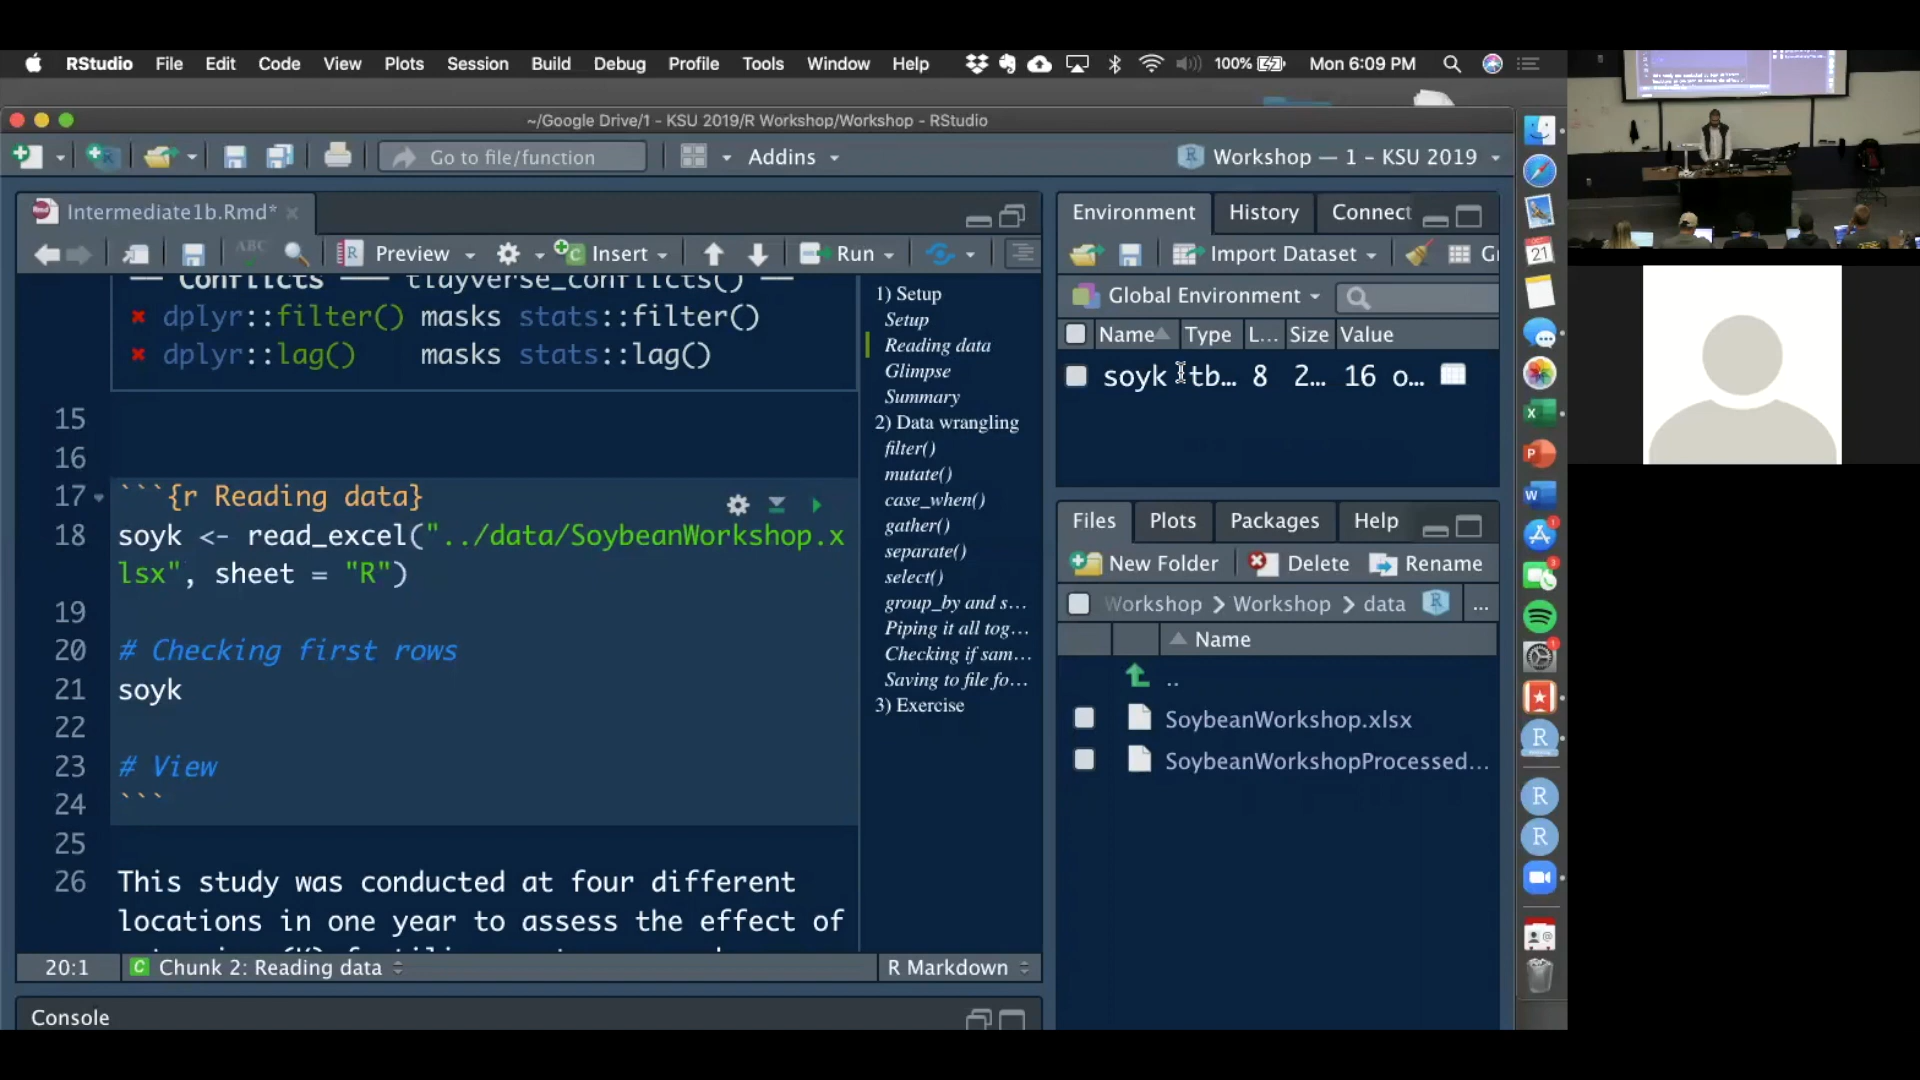 RStudio File Edit Code View Plots Session Build Debug Profile Tools Window Help 100% Mon 6:09 PM
~/Google Drive/1 - KSU 2019/R Workshop/Workshop - RStudio
Go to file/function Addins Workshop — 1 - KSU 2019
Intermediate1b.Rmd*
ABC Preview Insert Run
Conflicts tidyverse_conflicts()
✖ dplyr::filter() masks stats::filter()
✖ dplyr::lag() masks stats::lag()
15
16
17 ```{r Reading data}
18 soyk <- read_excel("../data/SoybeanWorkshop.x
lsx", sheet = "R")
19
20 # Checking first rows
21 soyk
22
23 # View
24 ```
25
26 This study was conducted at four different
locations in one year to assess the effect of
20:1 Chunk 2: Reading data R Markdown
Console
1) Setup
Setup
Reading data
Glimpse
Summary
2) Data wrangling
filter()
mutate()
case_when()
gather()
separate()
select()
group_by and s...
Piping it all tog...
Checking if sam...
Saving to file fo...
3) Exercise
Environment History Connect
Import Dataset Gr
Global Environment
Name Type L... Size Value
soyk tb... 8 2... 16 o...
Files Plots Packages Help
New Folder Delete Rename
Workshop > Workshop > data ...
Name
..
SoybeanWorkshop.xlsx
SoybeanWorkshopProcessed...
OCT
21